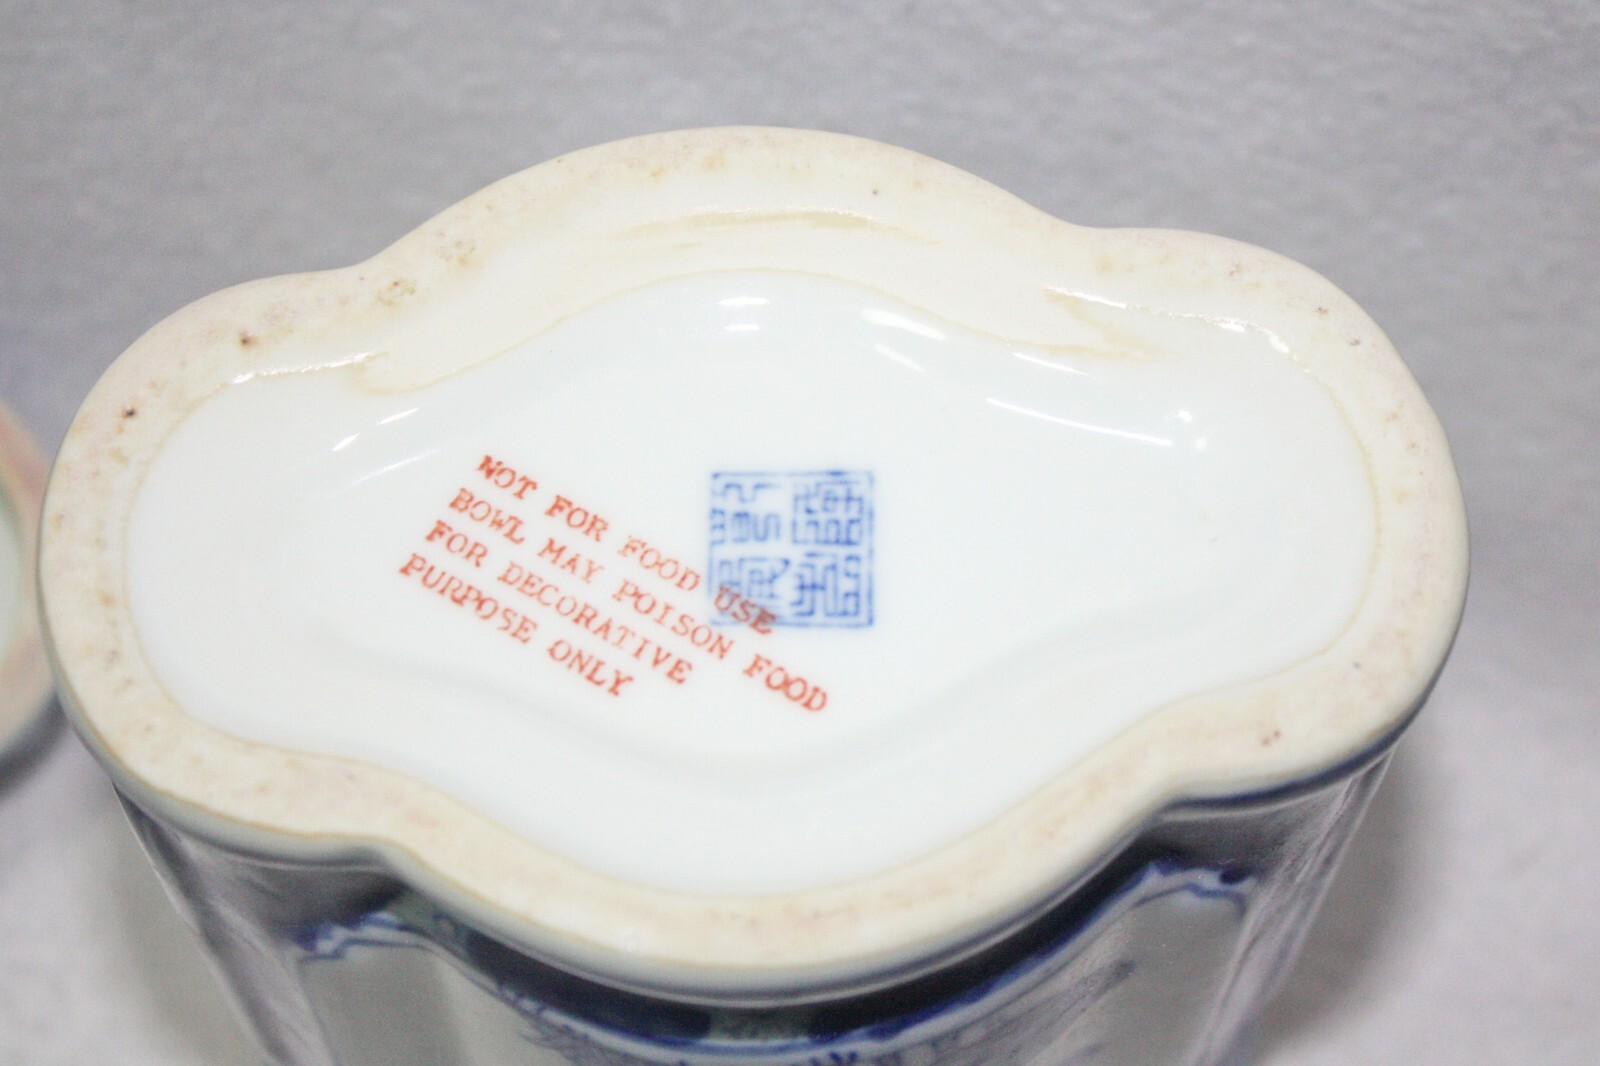 NOT FOR FOOD USE
BOWL MAY POISON FOOD
FOR DECORATIVE
PURPOSE ONLY